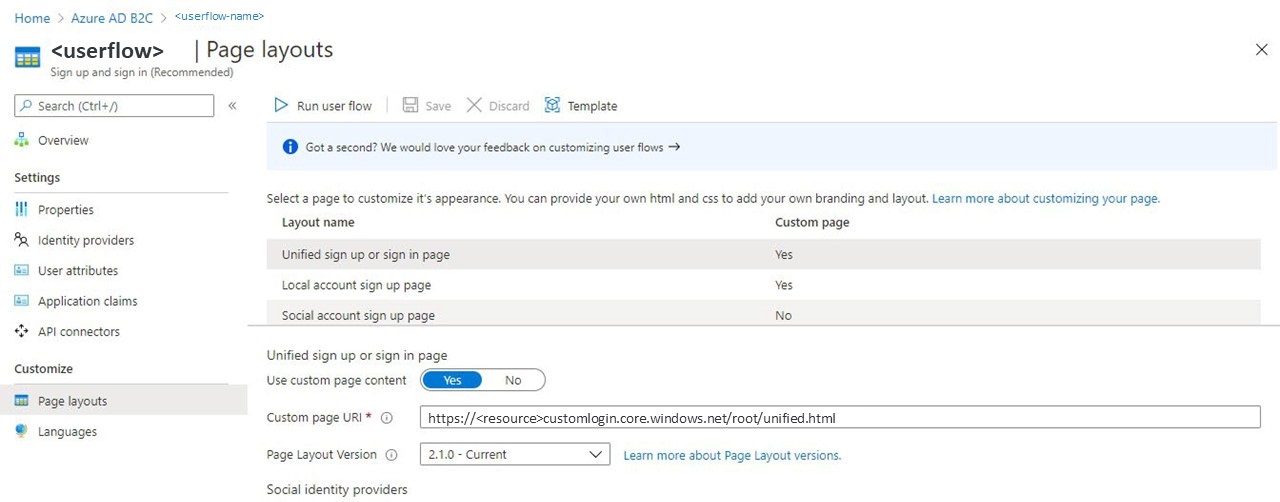 Home > Azure AD B2C > <userflow-name>
<userflow> | Page layouts
Sign up and sign in (Recommended)
Search (Ctrl+/)
«
Overview
Settings
Properties
Identity providers
User attributes
Application claims
API connectors
Customize
Page layouts
Languages
Run user flow
Save
Discard
Template
Got a second? We would love your feedback on customizing user flows →
Select a page to customize it's appearance. You can provide your own html and css to add your own branding and layout. Learn more about customizing your page.
Layout name Custom page
Unified sign up or sign in page Yes
Local account sign up page Yes
Social account sign up page No
Unified sign up or sign in page
Use custom page content Yes No
Custom page URI * https://<resource>customlogin.core.windows.net/root/unified.html
Page Layout Version 2.1.0 - Current Learn more about Page Layout versions.
Social identity providers